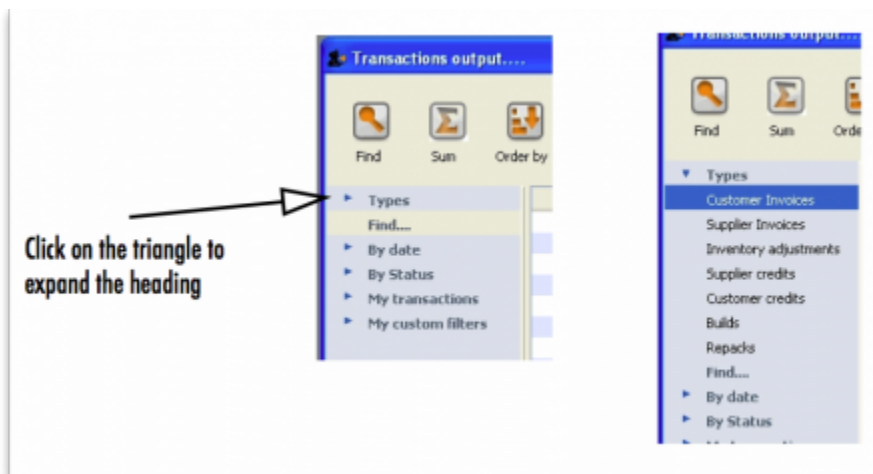 Transactions output....
Find
Sum
Order by
Types
Find....
By date
By Status
My transactions
My custom filters
Click on the triangle to
expand the heading
Transactions output....
Find
Sum
Types
Customer Invoices
Supplier Invoices
Inventory adjustments
Supplier credits
Customer credits
Builds
Repacks
Find....
By date
By Status